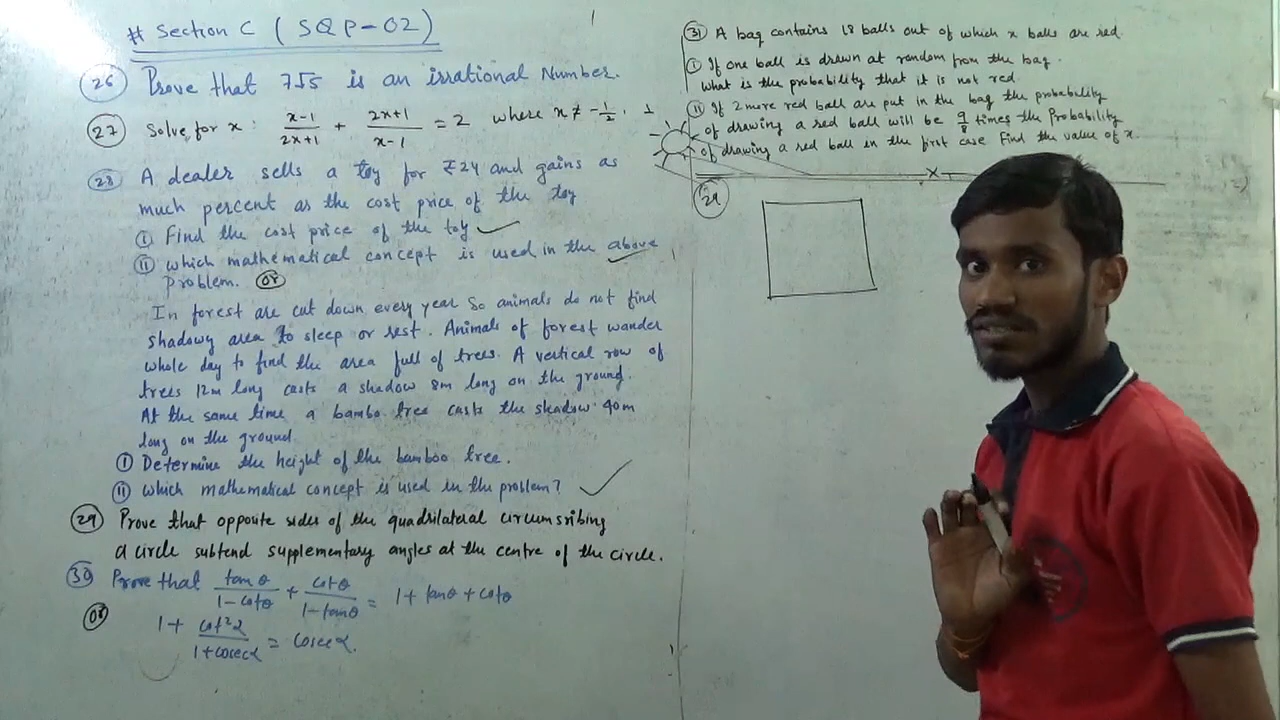 # Section C ( SQP-02 )
26 Prove that 7√5 is an irrational Number.
27 Solve for x : (x-1)/(2x+1) + (2x+1)/(x-1) = 2 where x ≠ -1/2, 1
28 A dealer sells a toy for ₹24 and gains as
much percent as the cost price of the toy
(i) Find the cost price of the toy
(ii) which mathematical concept is used in the above
Problem. OR
In forest are cut down every year So animals do not find
shadowy area to sleep or rest. Animals of forest wander
whole day to find the area full of trees. A vertical row of
trees 12m long casts a shadow 8m long on the ground.
At the same time a bambo tree casts the shadow 40m
long on the ground
(i) Determine the height of the bamboo tree.
(ii) which mathematical concept is used in the problem?
29 Prove that opposite sides of the quadrilateral circumsribing
a circle subtend supplementary angles at the centre of the circle.
30 Prove that tanθ/(1-cotθ) + cotθ/(1-tanθ) = 1 + tanθ + cotθ
OR
1 + cot²α/(1+cosecα) = cosecα.
31 A bag contains 18 balls out of which x balls are red.
(i) If one ball is drawn at random from the bag.
What is the probability that it is not red
(ii) If 2 more red ball are put in the bag the probability
of drawing a red ball will be 9/8 times the Probability
of drawing a red ball in the first case Find the value of x.
29